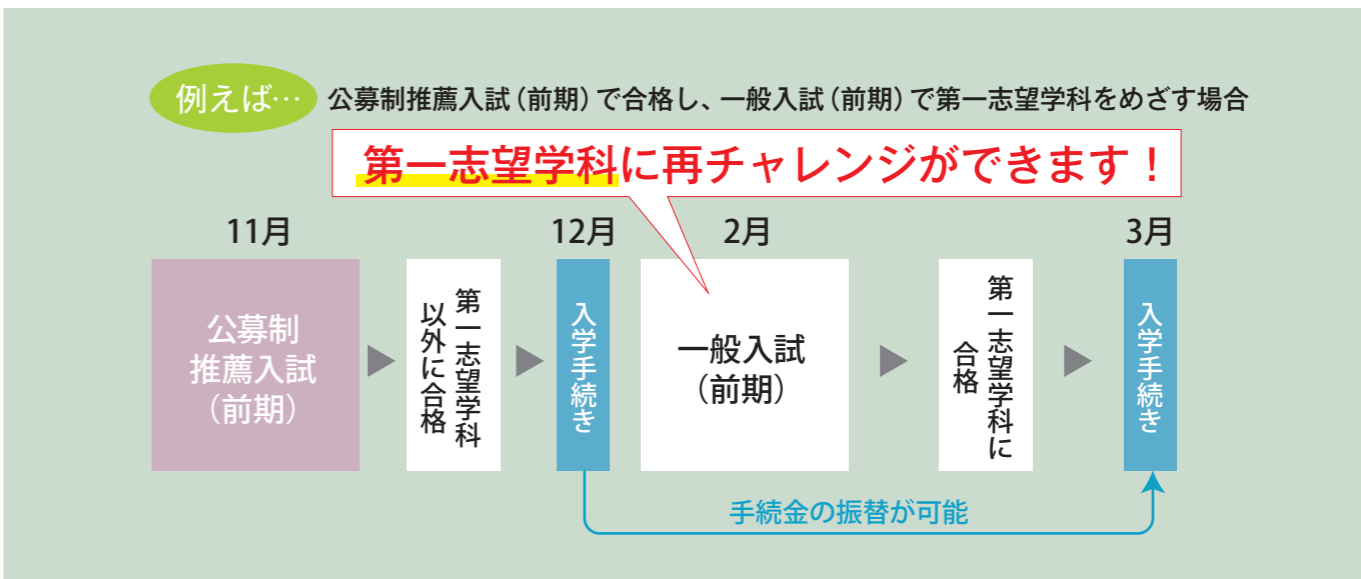 例えば…
公募制推薦入試（前期）で合格し、一般入試（前期）で第一志望学科をめざす場合
第一志望学科に再チャレンジができます！
11月
12月
2月
3月
公募制
推薦入試
（前期）
第一志望学科
以外に合格
入学手続き
一般入試
（前期）
第一志望学科に
合格
入学手続き
手続金の振替が可能